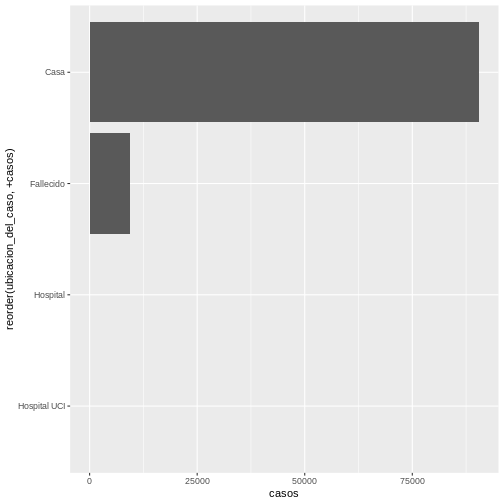 reorder(ubicacion_del_caso, +casos)
Casa
Fallecido
Hospital
Hospital UCI
0 25000 50000 75000
casos